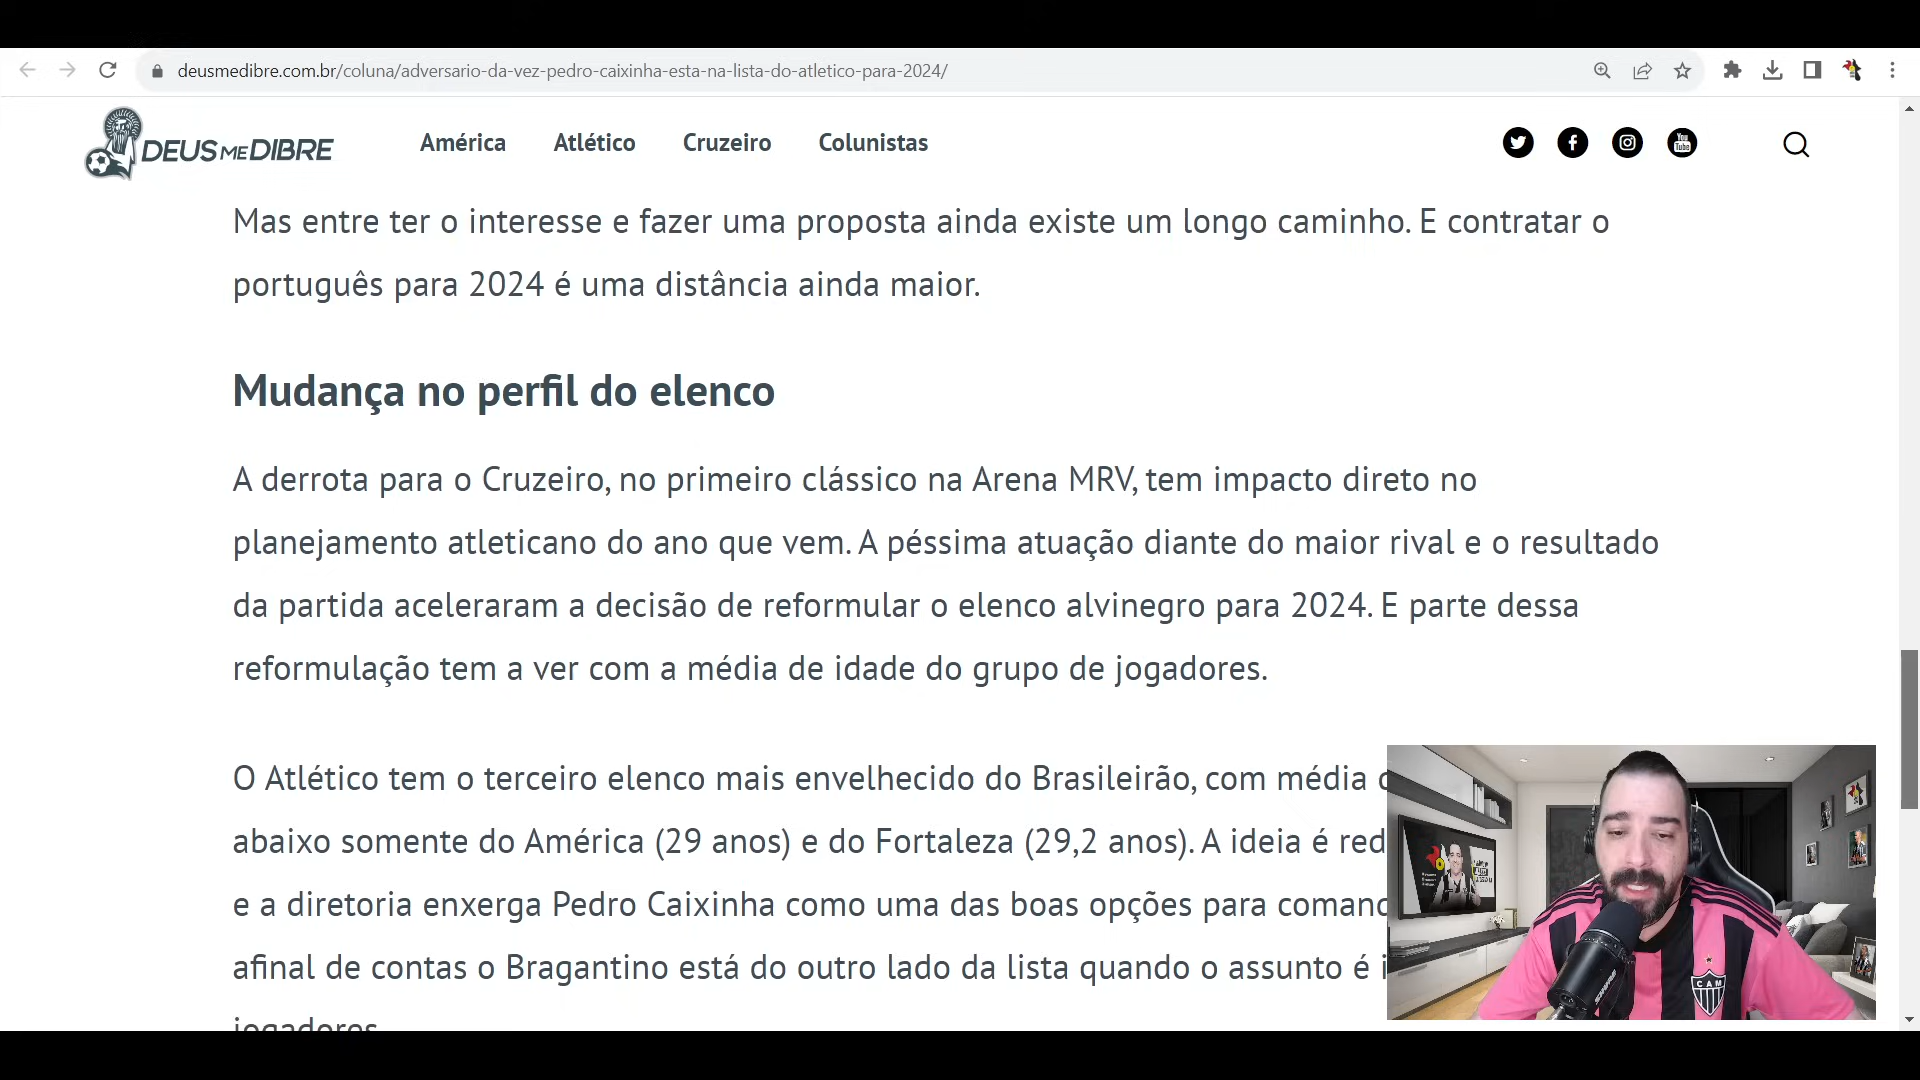 deusmedibre.com.br/coluna/adversario-da-vez-pedro-caixinha-esta-na-lista-do-atletico-para-2024/
DEUS ME DIBRE
América Atlético Cruzeiro Colunistas
You Tube
Mas entre ter o interesse e fazer uma proposta ainda existe um longo caminho. E contratar o
português para 2024 é uma distância ainda maior.
Mudança no perfil do elenco
A derrota para o Cruzeiro, no primeiro clássico na Arena MRV, tem impacto direto no
planejamento atleticano do ano que vem. A péssima atuação diante do maior rival e o resultado
da partida aceleraram a decisão de reformular o elenco alvinegro para 2024. E parte dessa
reformulação tem a ver com a média de idade do grupo de jogadores.
O Atlético tem o terceiro elenco mais envelhecido do Brasileirão, com média
abaixo somente do América (29 anos) e do Fortaleza (29,2 anos). A ideia é red
e a diretoria enxerga Pedro Caixinha como uma das boas opções para comand
afinal de contas o Bragantino está do outro lado da lista quando o assunto é i
jogadores.
CAM
SHURE